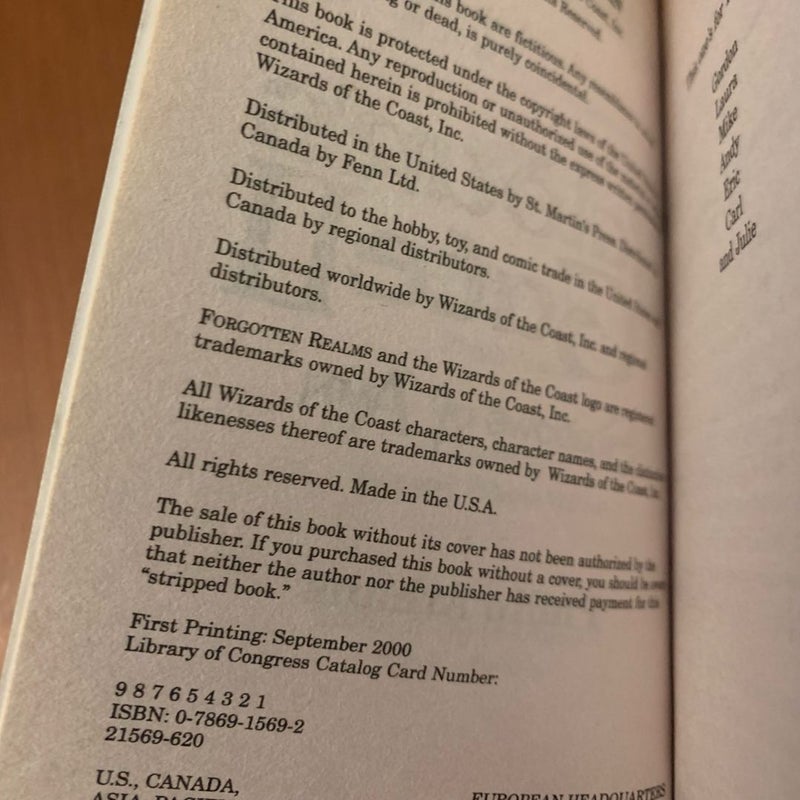 Reserved.
this book are fictitious. Any
or dead, is purely coincidental.
This book is protected under the copyright laws of the United
America. Any reproduction or unauthorized use of the
contained herein is prohibited without the express written
Wizards of the Coast, Inc.
Distributed in the United States by St. Martin's Press.
Canada by Fenn Ltd.
Distributed to the hobby, toy, and comic trade in the United States and
Canada by regional distributors.
Distributed worldwide by Wizards of the Coast, Inc. and regional
distributors.
FORGOTTEN REALMS and the Wizards of the Coast logo are registered
trademarks owned by Wizards of the Coast, Inc.
All Wizards of the Coast characters, character names, and the
likenesses thereof are trademarks owned by Wizards of the Coast, Inc.
All rights reserved. Made in the U.S.A.
The sale of this book without its cover has not been authorized by the
publisher. If you purchased this book without a cover, you should be
that neither the author nor the publisher has received payment for this
“stripped book.”
First Printing: September 2000
Library of Congress Catalog Card Number:
9 8 7 6 5 4 3 2 1
ISBN: 0-7869-1569-2
21569-620
U.S., CANADA,
EUROPEAN HEADQUARTERS
Gordon
Laura
Mike
Andy
Eric
Carl
and Julie